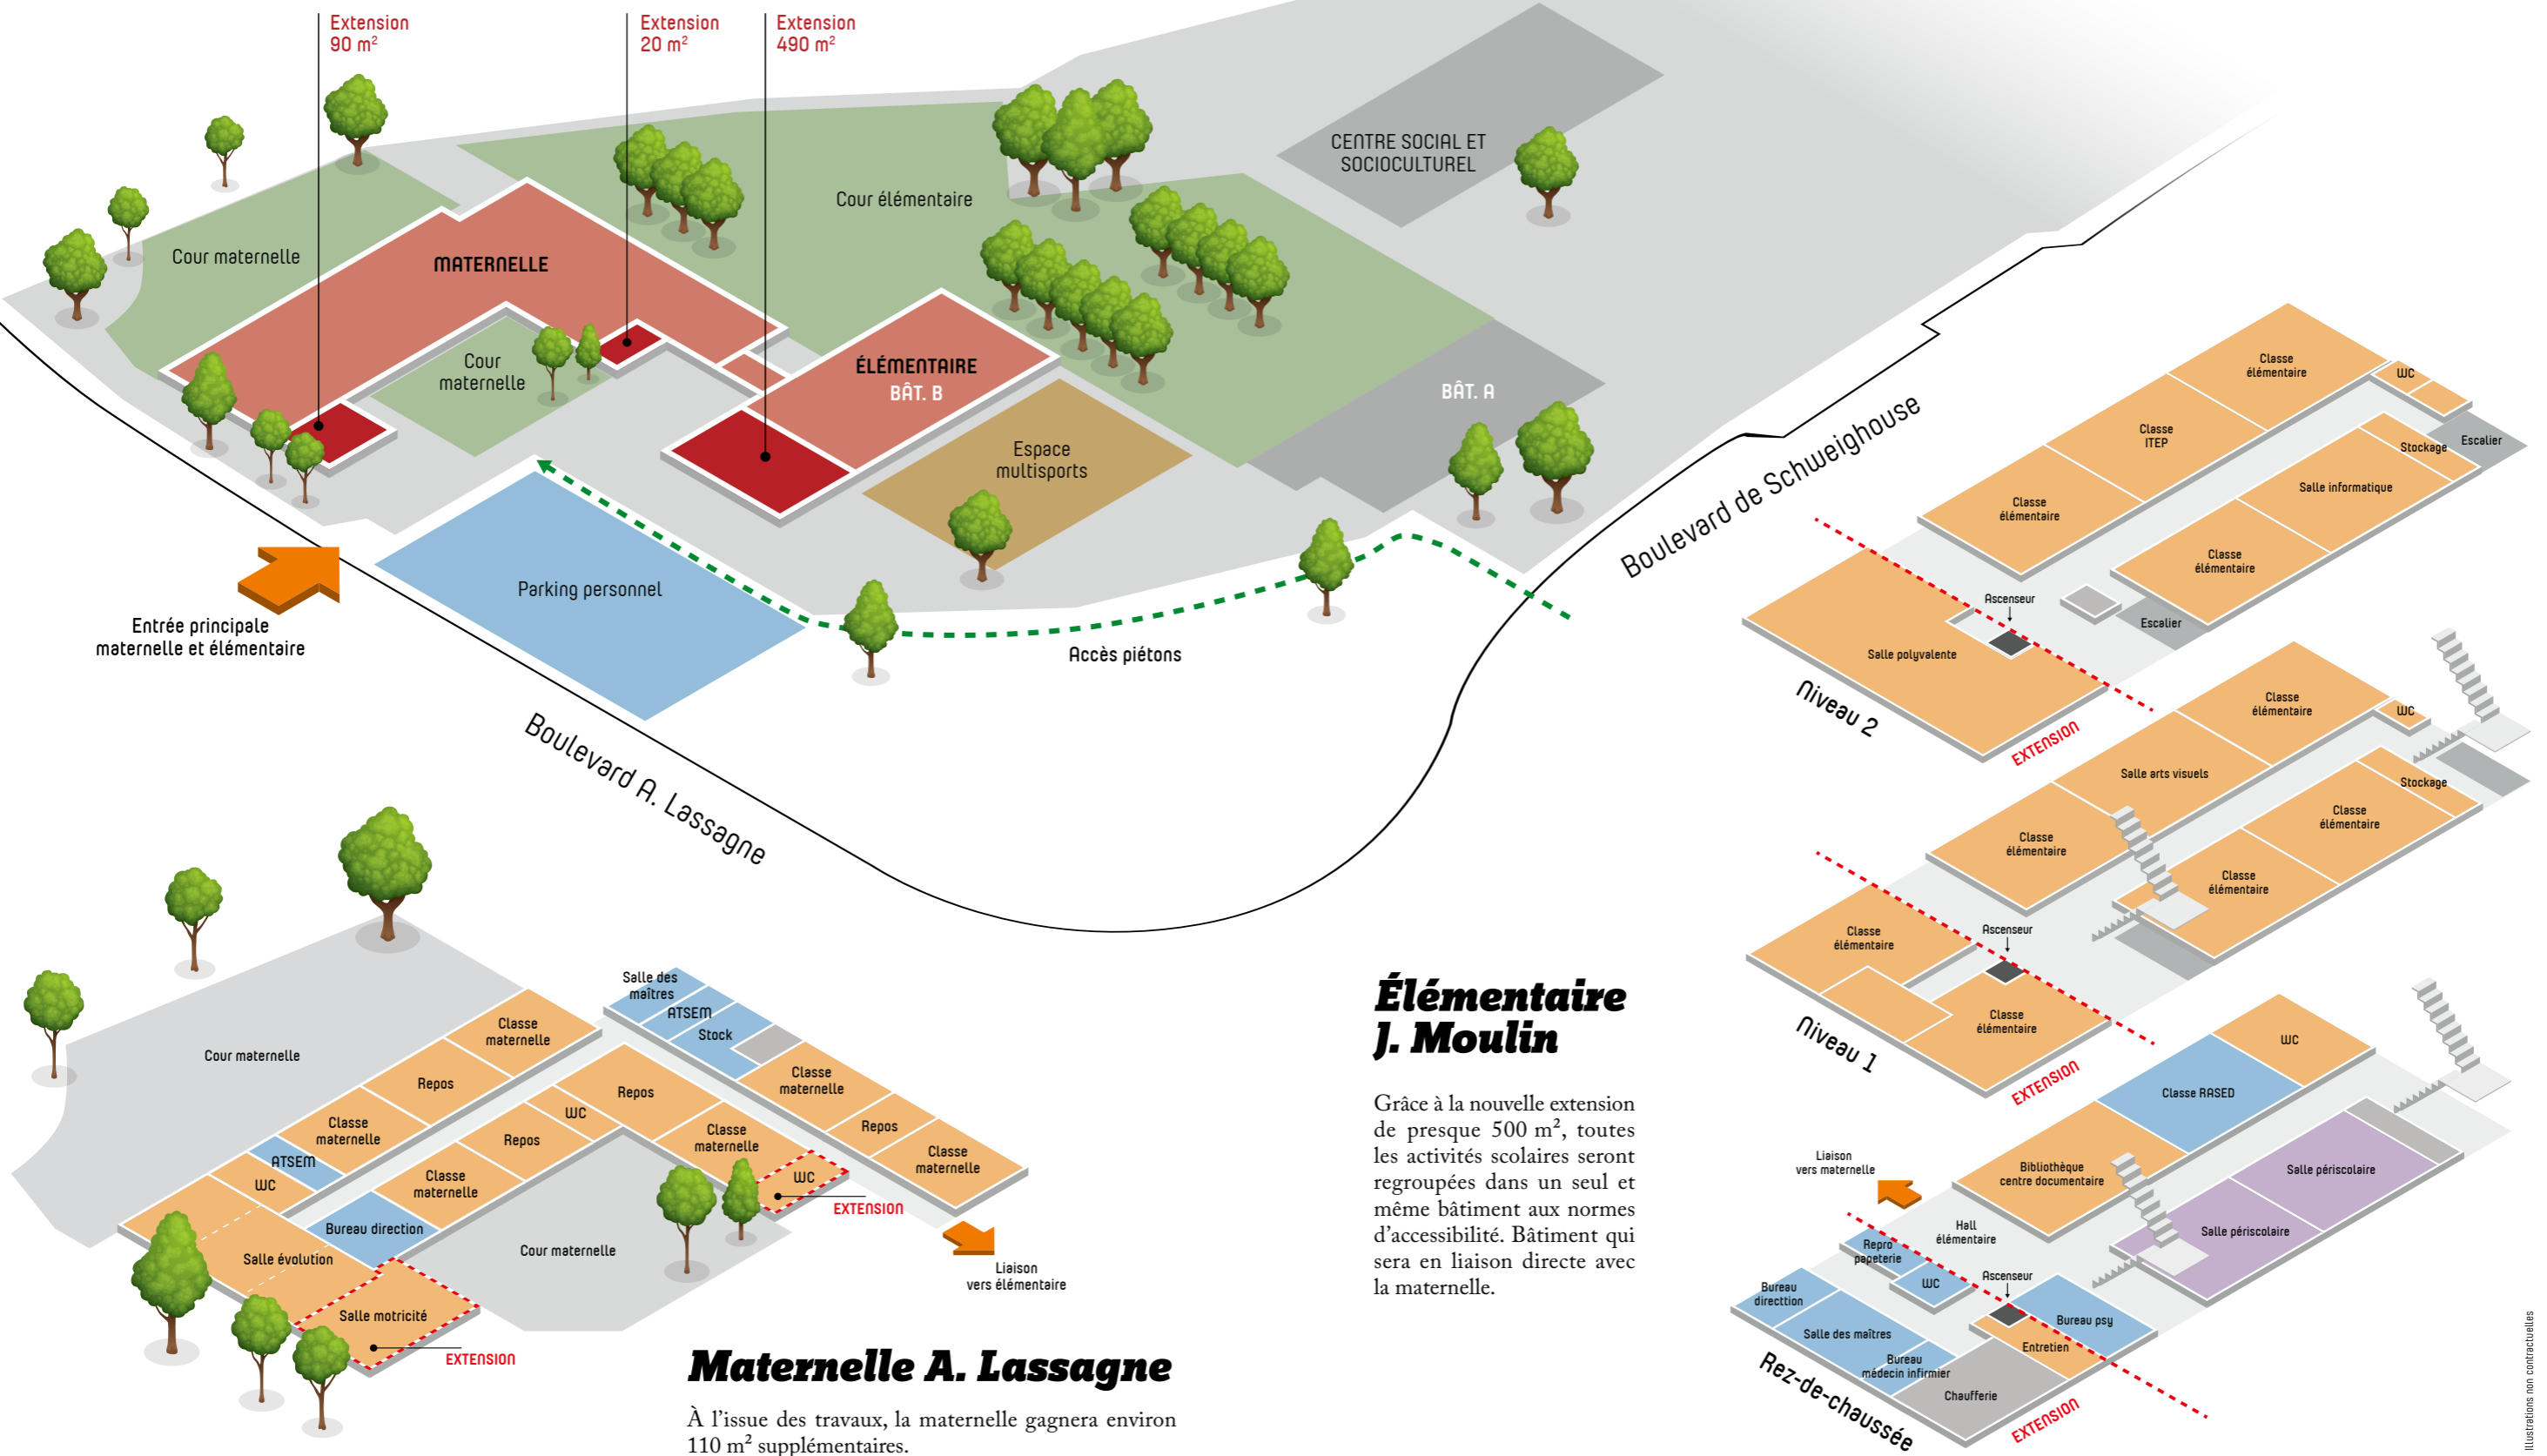 Extension
90 m²
Extension
20 m²
Extension
490 m²
CENTRE SOCIAL ET
SOCIOCULTUREL
Cour élémentaire
Cour maternelle
MATERNELLE
Cour
maternelle
ÉLÉMENTAIRE
BÂT. B
BÂT. A
Espace
multisports
Parking personnel
Entrée principale
maternelle et élémentaire
Accès piétons
Boulevard de Schweighouse
Boulevard A. Lassagne
Classe
élémentaire
WC
Classe
ITEP
Stockage
Escalier
Salle informatique
Classe
élémentaire
Classe
élémentaire
Ascenseur
Escalier
Salle polyvalente
Niveau 2
EXTENSION
Classe
élémentaire
WC
Salle arts visuels
Stockage
Classe
élémentaire
Classe
élémentaire
Classe
élémentaire
Classe
élémentaire
Ascenseur
Classe
élémentaire
Niveau 1
EXTENSION
WC
Classe RASED
Liaison
vers maternelle
Bibliothèque
centre documentaire
Salle périscolaire
Salle périscolaire
Hall
élémentaire
Repro
papeterie
WC
Ascenseur
Bureau
directtion
Bureau psy
Salle des maîtres
Entretien
Bureau
médecin infirmier
Chaufferie
Rez-de-chaussée
EXTENSION
Salle des
maîtres
ATSEM
Stock
Classe
maternelle
Cour maternelle
Repos
Classe
maternelle
Repos
WC
Classe
maternelle
Repos
Repos
Classe
maternelle
Classe
maternelle
ATSEM
WC
Classe
maternelle
WC
EXTENSION
Bureau direction
Salle évolution
Cour maternelle
Liaison
vers élémentaire
Salle motricité
EXTENSION
Élémentaire
J. Moulin
Grâce à la nouvelle extension
de presque 500 m², toutes
les activités scolaires seront
regroupées dans un seul et
même bâtiment aux normes
d’accessibilité. Bâtiment qui
sera en liaison directe avec
la maternelle.
Maternelle A. Lassagne
À l’issue des travaux, la maternelle gagnera environ
110 m² supplémentaires.
Illustrations non contractuelles